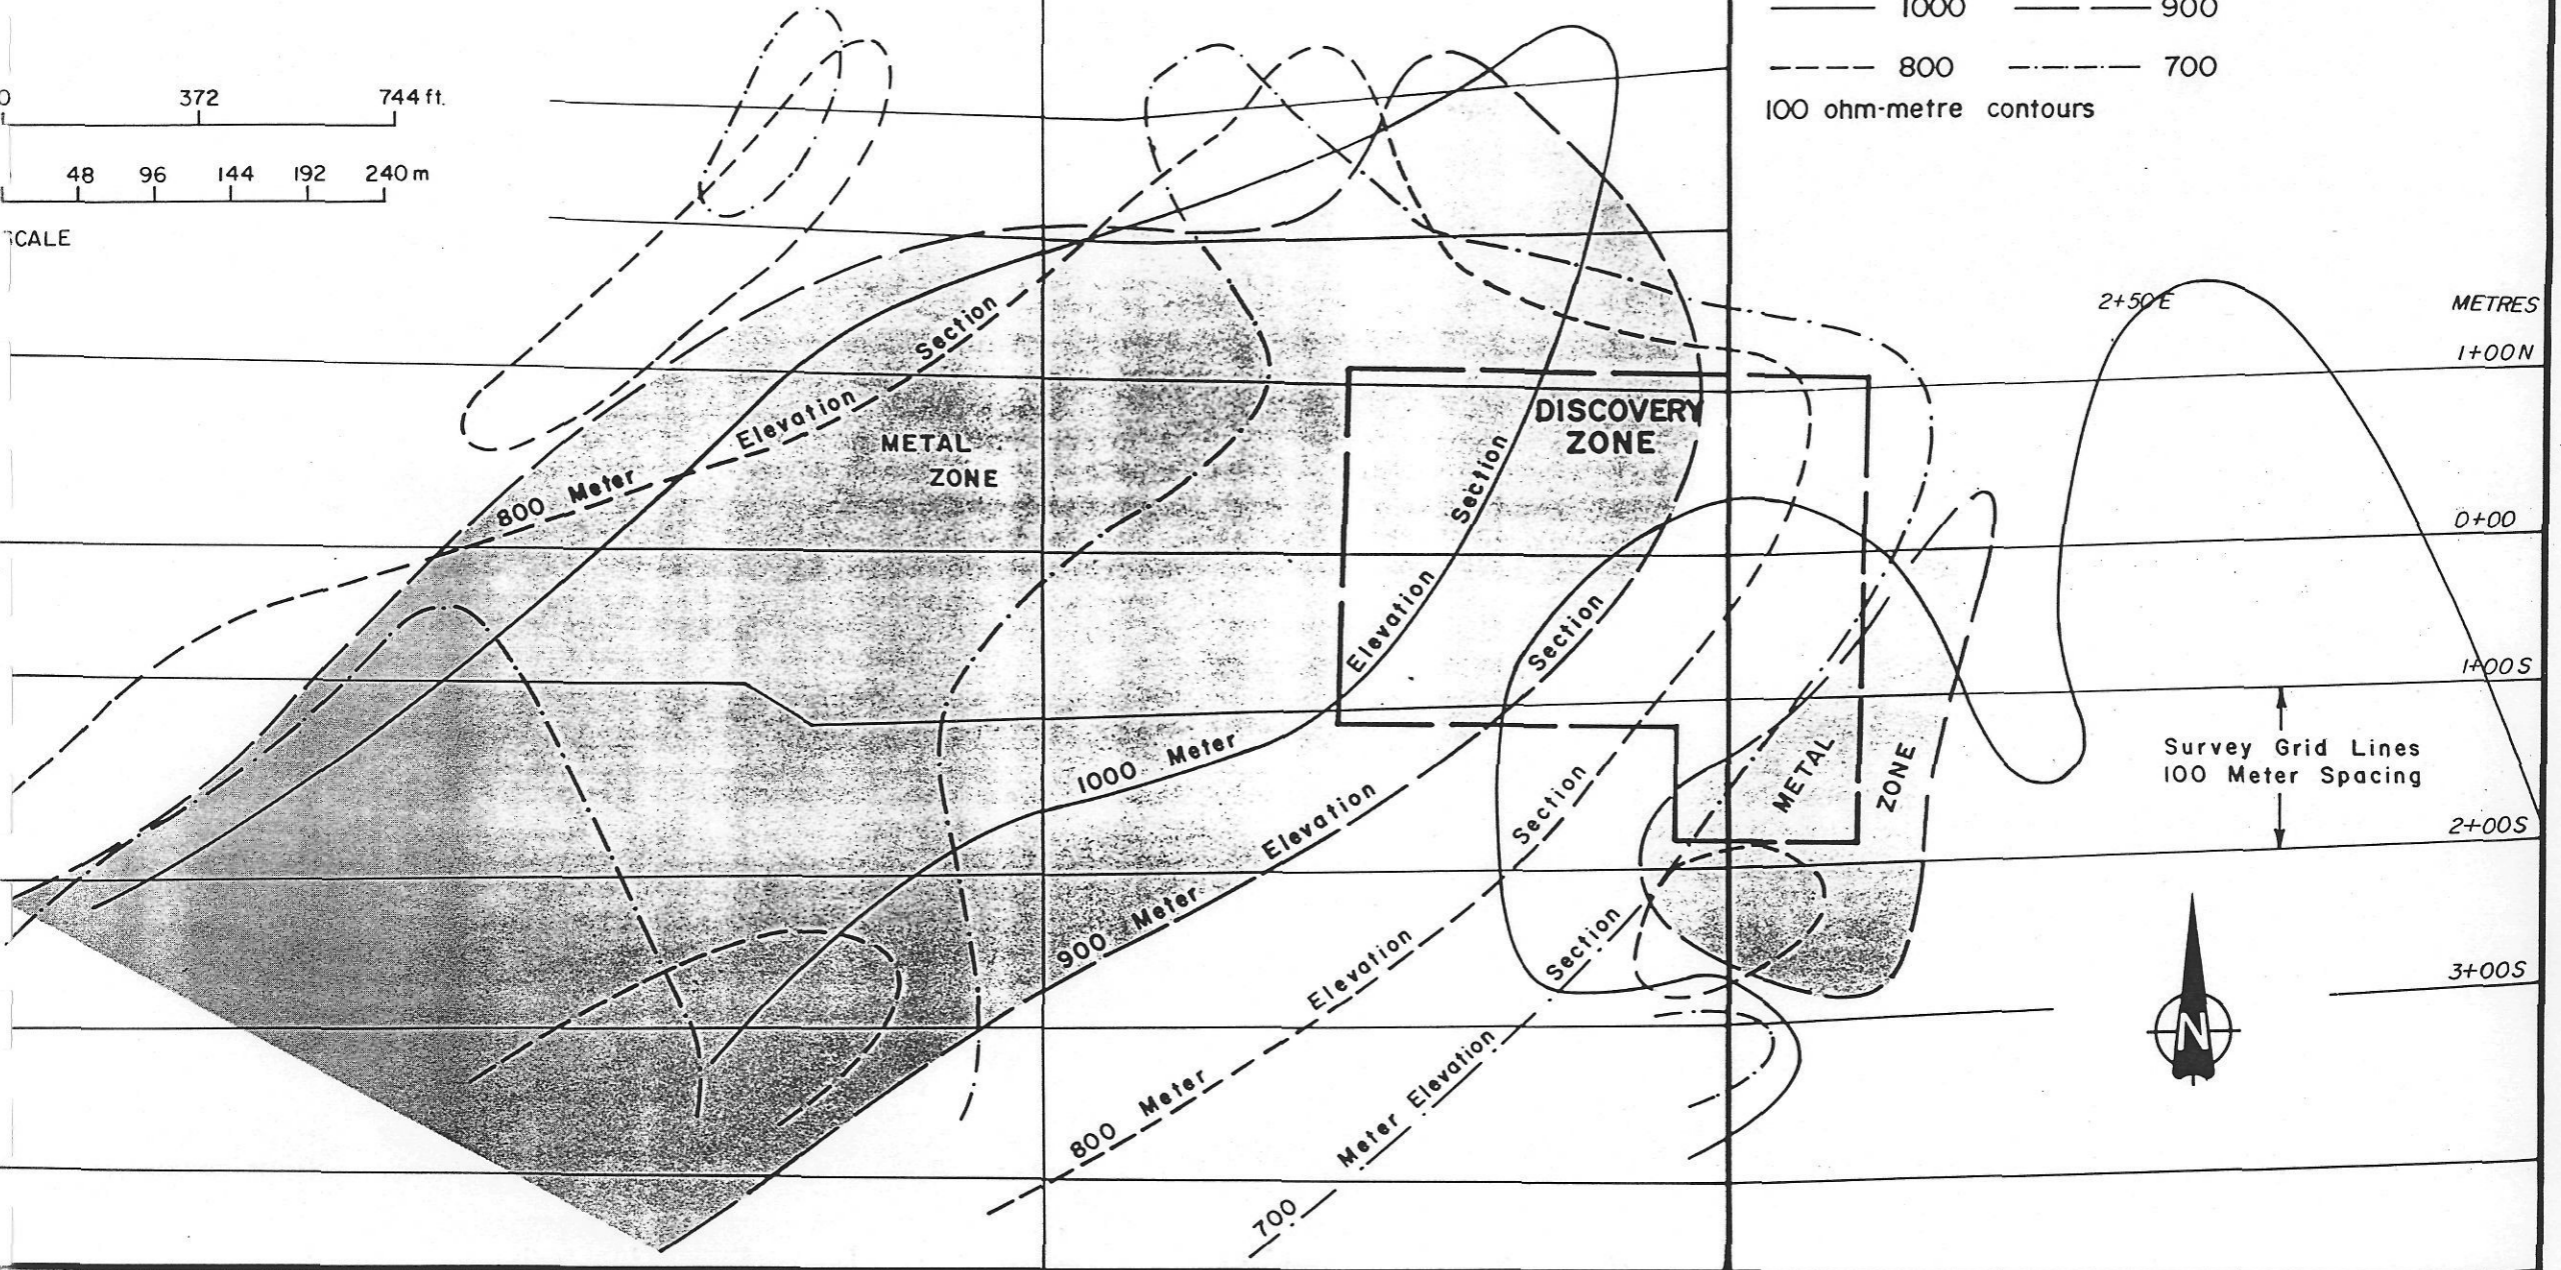 1000 900
800 700
100 ohm-metre contours
0 372 744 ft.
48 96 144 192 240 m
SCALE
2+50E
METRES
1+00N
0+00
1+00S
2+00S
3+00S
Survey Grid Lines
100 Meter Spacing
N
DISCOVERY
ZONE
METAL
ZONE
METAL
ZONE
800 Meter Elevation Section
1000 Meter Elevation Section
900 Meter Elevation Section
800 Meter Elevation Section
700 Meter Elevation Section